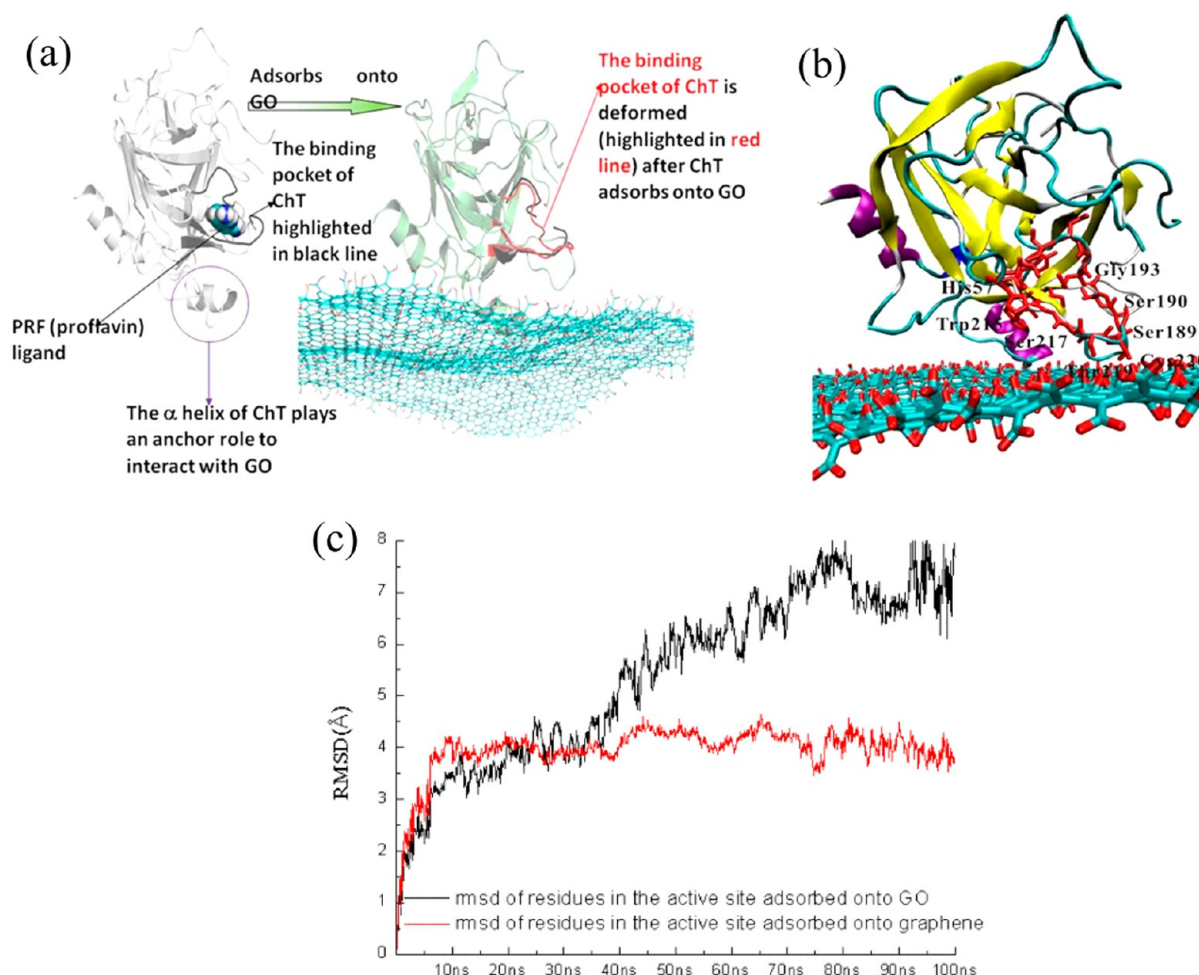 (a)
Adsorbs onto
GO
The binding
pocket of
ChT
highlighted
in black line
PRF (proflavin)
ligand
The α helix of ChT plays
an anchor role to
interact with GO
The binding
pocket of ChT is
deformed
(highlighted in red
line) after ChT
adsorbs onto GO
(b)
His57
Gly193
Ser190
Ser189
Ser217
(c)
RMSD(Å)
8
7
6
5
4
3
2
1
0
rmsd of residues in the active site adsorbed onto GO
rmsd of residues in the active site adsorbed onto graphene
10ns 20ns 30ns 40ns 50ns 60ns 70ns 80ns 90ns 100ns